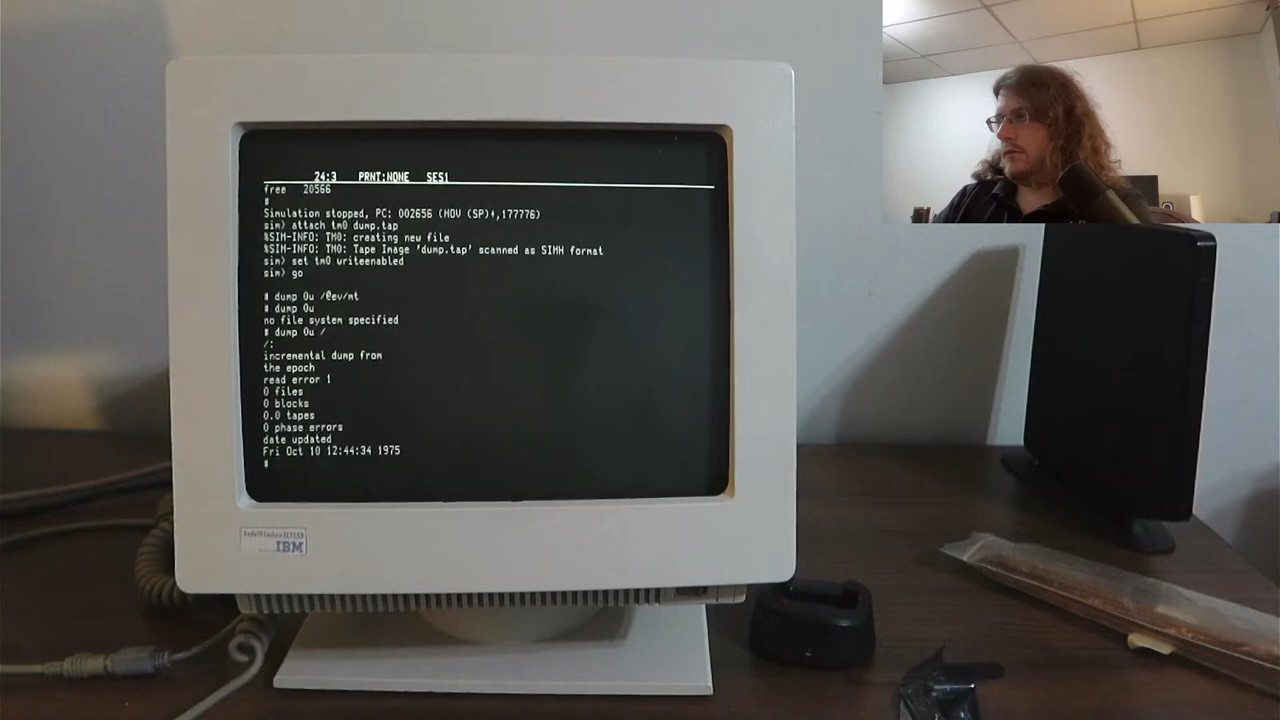 24:3 PRNT:NONE SES1
free 20566
#
Simulation stopped, PC: 002656 (MOV (SP)+,177776)
sim> attach tm0 dump.tap
%SIM-INFO: TM0: creating new file
%SIM-INFO: TM0: Tape Image 'dump.tap' scanned as SIMH format
sim> set tm0 writeenabled
sim> go
# dump 0u /@ev/mt
# dump 0u
no file system specified
# dump 0u /
/:
incremental dump from
the epoch
read error 1
0 files
0 blocks
0.0 tapes
0 phase errors
date updated
Fri Oct 10 12:44:34 1975
#
InfoWindow II 3153
IBM